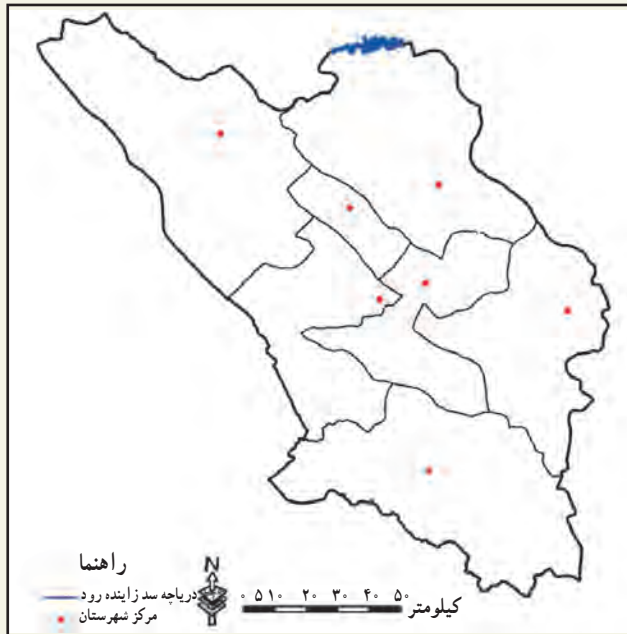 راهنما
دریاچه سد زاینده رود
مرکز شهرستان
N
۰ ۵ ۱۰ ۲۰ ۳۰ ۴۰ ۵۰
کیلومتر